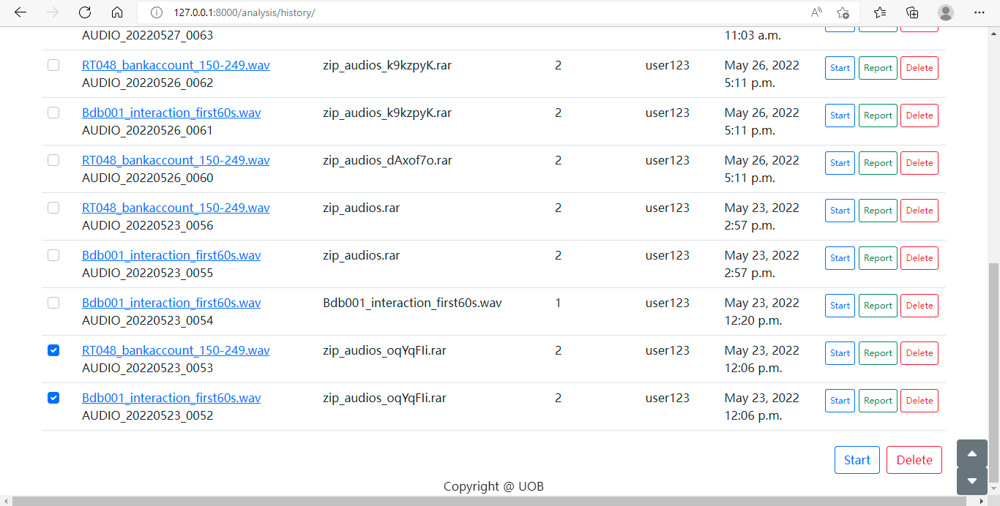 127.0.0.1:8000/analysis/history/
AUDIO_20220527_0063 11:03 a.m.
RT048_bankaccount_150-249.wav zip_audios_k9kzpyK.rar 2 user123 May 26, 2022 Start Report Delete
AUDIO_20220526_0062 5:11 p.m.
Bdb001_interaction_first60s.wav zip_audios_k9kzpyK.rar 2 user123 May 26, 2022 Start Report Delete
AUDIO_20220526_0061 5:11 p.m.
RT048_bankaccount_150-249.wav zip_audios_dAxof7o.rar 2 user123 May 26, 2022 Start Report Delete
AUDIO_20220526_0060 5:11 p.m.
RT048_bankaccount_150-249.wav zip_audios.rar 2 user123 May 23, 2022 Start Report Delete
AUDIO_20220523_0056 2:57 p.m.
Bdb001_interaction_first60s.wav zip_audios.rar 2 user123 May 23, 2022 Start Report Delete
AUDIO_20220523_0055 2:57 p.m.
Bdb001_interaction_first60s.wav Bdb001_interaction_first60s.wav 1 user123 May 23, 2022 Start Report Delete
AUDIO_20220523_0054 12:20 p.m.
RT048_bankaccount_150-249.wav zip_audios_oqYqFIi.rar 2 user123 May 23, 2022 Start Report Delete
AUDIO_20220523_0053 12:06 p.m.
Bdb001_interaction_first60s.wav zip_audios_oqYqFIi.rar 2 user123 May 23, 2022 Start Report Delete
AUDIO_20220523_0052 12:06 p.m.
Start Delete
Copyright @ UOB